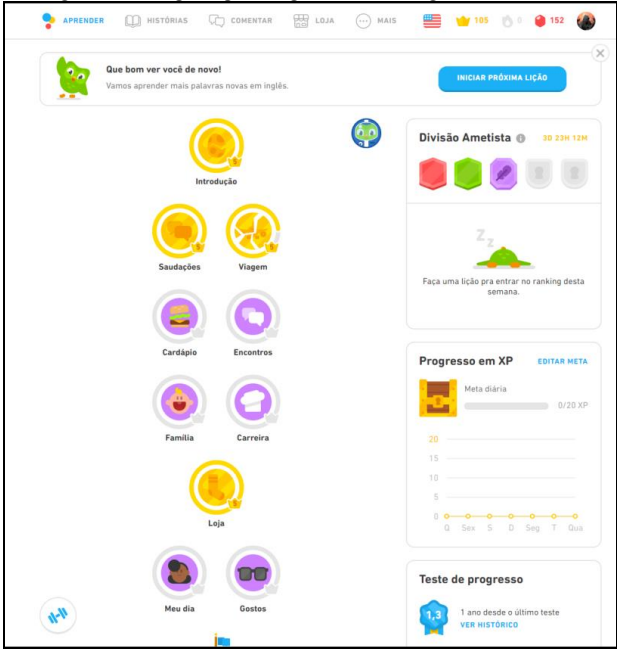 APRENDER HISTÓRIAS COMENTAR LOJA MAIS 105 0 152
Que bom ver você de novo!
Vamos aprender mais palavras novas em inglês.
INICIAR PRÓXIMA LIÇÃO
Introdução
5
Saudações
5
Viagem
5
Cardápio
Encontros
Família
Carreira
Loja
5
Meu dia
Gostos
Divisão Ametista 3D 23H 12M
Z z
Faça uma lição pra entrar no ranking desta
semana.
Progresso em XP EDITAR META
Meta diária
0/20 XP
20
15
10
5
0
Q Sex S D Seg T Qua
Teste de progresso
1,3
1 ano desde o último teste
VER HISTÓRICO